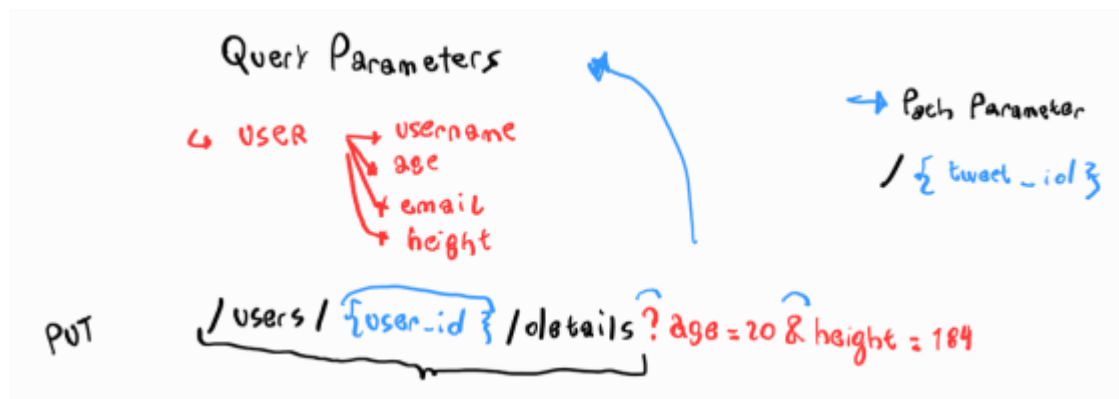 Query Parameters
Path Parameter
/ { tweet_id }
USER
username
age
email
height
PUT /users/ {user_id} /details ? age = 20 & height = 184